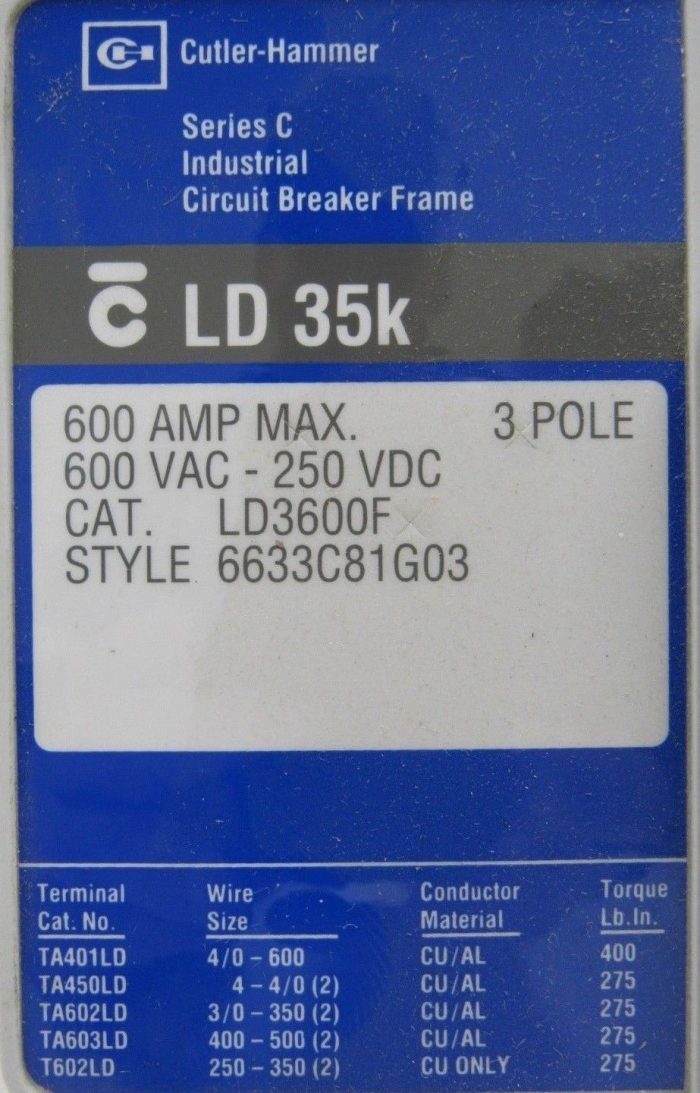 Cutler-Hammer
Series C
Industrial
Circuit Breaker Frame
C LD 35k
600 AMP MAX. 3 POLE
600 VAC - 250 VDC
CAT. LD3600F
STYLE 6633C81G03
Terminal Wire Conductor Torque
Cat. No. Size Material Lb.In.
TA401LD 4/0 – 600 CU/AL 400
TA450LD 4 – 4/0 (2) CU/AL 275
TA602LD 3/0 – 350 (2) CU/AL 275
TA603LD 400 – 500 (2) CU/AL 275
T602LD 250 – 350 (2) CU ONLY 275